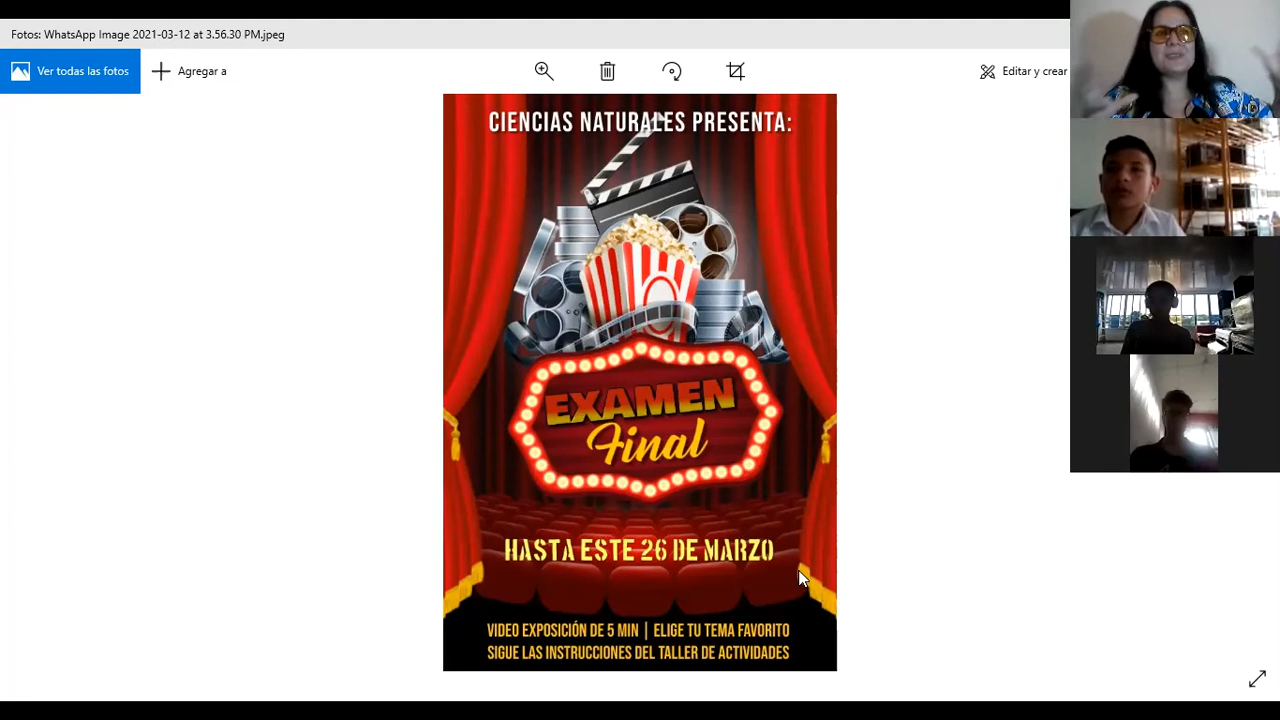 Fotos: WhatsApp Image 2021-03-12 at 3.56.30 PM.jpeg
Ver todas las fotos
Agregar a
Editar y crear
CIENCIAS NATURALES PRESENTA:
EXAMEN
Final
HASTA ESTE 26 DE MARZO
VIDEO EXPOSICIÓN DE 5 MIN | ELIGE TU TEMA FAVORITO
SIGUE LAS INSTRUCCIONES DEL TALLER DE ACTIVIDADES